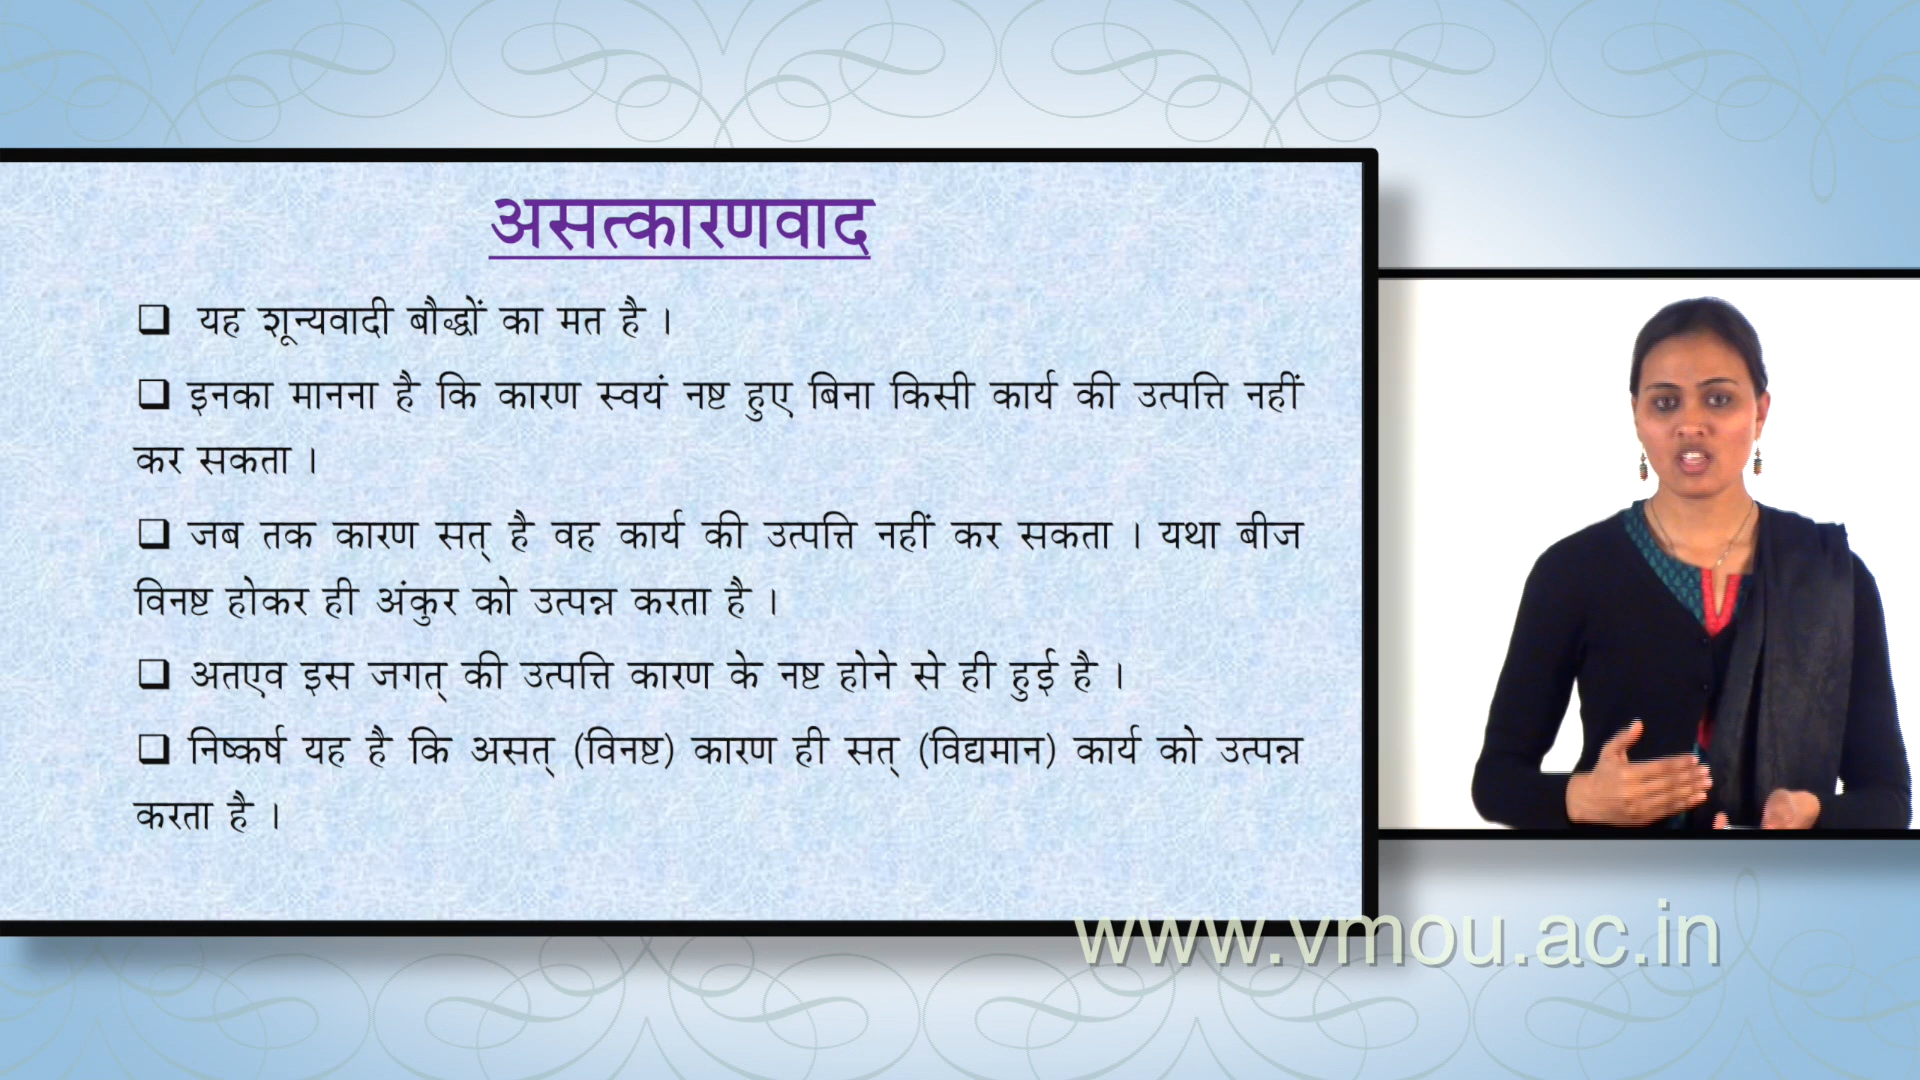 असत्कारणवाद
❑ यह शून्यवादी बौद्धों का मत है ।
❑ इनका मानना है कि कारण स्वयं नष्ट हुए बिना किसी कार्य की उत्पत्ति नहीं
कर सकता ।
❑ जब तक कारण सत् है वह कार्य की उत्पत्ति नहीं कर सकता । यथा बीज
विनष्ट होकर ही अंकुर को उत्पन्न करता है ।
❑ अतएव इस जगत् की उत्पत्ति कारण के नष्ट होने से ही हुई है ।
❑ निष्कर्ष यह है कि असत् (विनष्ट) कारण ही सत् (विद्यमान) कार्य को उत्पन्न
करता है ।
www.vmou.ac.in